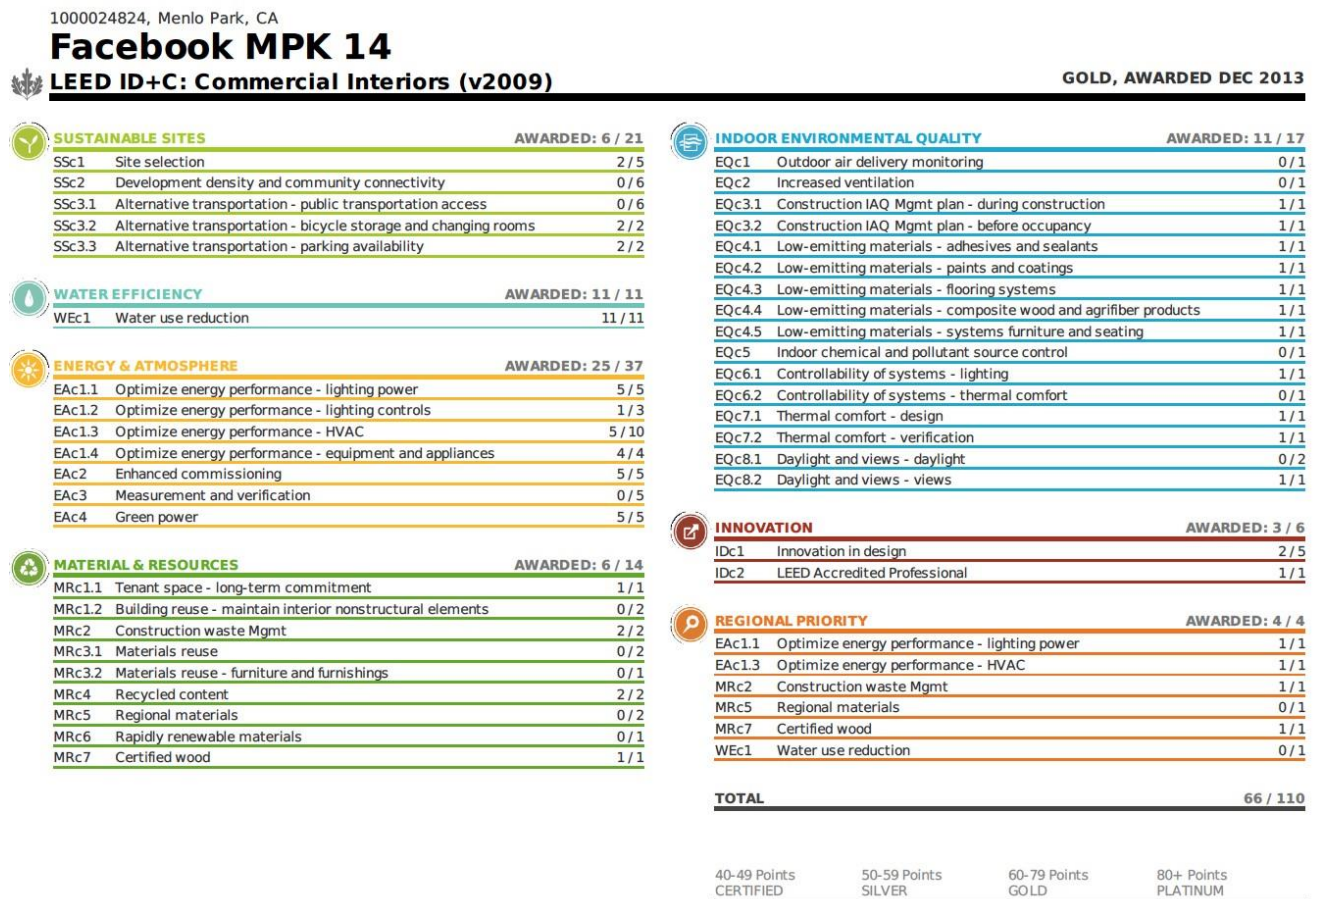 1000024824, Menlo Park, CA
Facebook MPK 14
LEED ID+C: Commercial Interiors (v2009)
GOLD, AWARDED DEC 2013
SUSTAINABLE SITES AWARDED: 6 / 21
SSc1 Site selection 2 / 5
SSc2 Development density and community connectivity 0 / 6
SSc3.1 Alternative transportation - public transportation access 0 / 6
SSc3.2 Alternative transportation - bicycle storage and changing rooms 2 / 2
SSc3.3 Alternative transportation - parking availability 2 / 2
WATER EFFICIENCY AWARDED: 11 / 11
WEc1 Water use reduction 11 / 11
ENERGY & ATMOSPHERE AWARDED: 25 / 37
EAc1.1 Optimize energy performance - lighting power 5 / 5
EAc1.2 Optimize energy performance - lighting controls 1 / 3
EAc1.3 Optimize energy performance - HVAC 5 / 10
EAc1.4 Optimize energy performance - equipment and appliances 4 / 4
EAc2 Enhanced commissioning 5 / 5
EAc3 Measurement and verification 0 / 5
EAc4 Green power 5 / 5
MATERIAL & RESOURCES AWARDED: 6 / 14
MRc1.1 Tenant space - long-term commitment 1 / 1
MRc1.2 Building reuse - maintain interior nonstructural elements 0 / 2
MRc2 Construction waste Mgmt 2 / 2
MRc3.1 Materials reuse 0 / 2
MRc3.2 Materials reuse - furniture and furnishings 0 / 1
MRc4 Recycled content 2 / 2
MRc5 Regional materials 0 / 2
MRc6 Rapidly renewable materials 0 / 1
MRc7 Certified wood 1 / 1
INDOOR ENVIRONMENTAL QUALITY AWARDED: 11 / 17
EQc1 Outdoor air delivery monitoring 0 / 1
EQc2 Increased ventilation 0 / 1
EQc3.1 Construction IAQ Mgmt plan - during construction 1 / 1
EQc3.2 Construction IAQ Mgmt plan - before occupancy 1 / 1
EQc4.1 Low-emitting materials - adhesives and sealants 1 / 1
EQc4.2 Low-emitting materials - paints and coatings 1 / 1
EQc4.3 Low-emitting materials - flooring systems 1 / 1
EQc4.4 Low-emitting materials - composite wood and agrifiber products 1 / 1
EQc4.5 Low-emitting materials - systems furniture and seating 1 / 1
EQc5 Indoor chemical and pollutant source control 0 / 1
EQc6.1 Controllability of systems - lighting 1 / 1
EQc6.2 Controllability of systems - thermal comfort 0 / 1
EQc7.1 Thermal comfort - design 1 / 1
EQc7.2 Thermal comfort - verification 1 / 1
EQc8.1 Daylight and views - daylight 0 / 2
EQc8.2 Daylight and views - views 1 / 1
INNOVATION AWARDED: 3 / 6
IDc1 Innovation in design 2 / 5
IDc2 LEED Accredited Professional 1 / 1
REGIONAL PRIORITY AWARDED: 4 / 4
EAc1.1 Optimize energy performance - lighting power 1 / 1
EAc1.3 Optimize energy performance - HVAC 1 / 1
MRc2 Construction waste Mgmt 1 / 1
MRc5 Regional materials 0 / 1
MRc7 Certified wood 1 / 1
WEc1 Water use reduction 0 / 1
TOTAL 66 / 110
40-49 Points 50-59 Points 60-79 Points 80+ Points
CERTIFIED SILVER GOLD PLATINUM